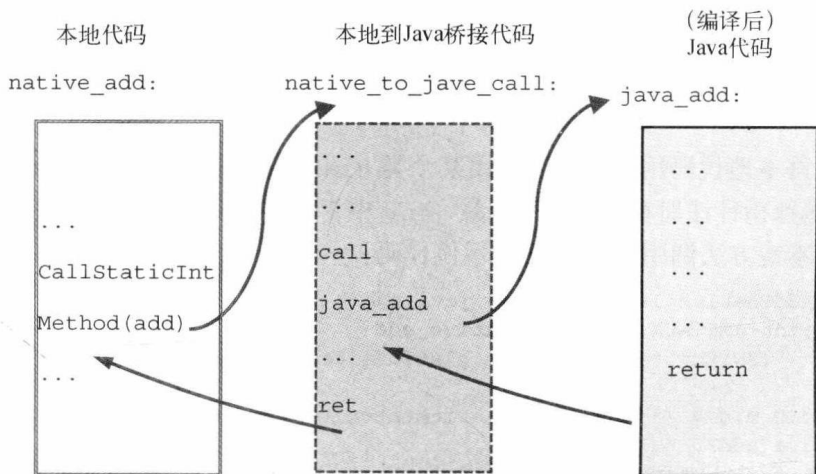 本地代码
native_add:
...
CallStaticInt
Method(add)
...
本地到Java桥接代码
native_to_jave_call:
...
...
call
java_add
...
ret
(编译后)
Java代码
java_add:
...
...
...
return